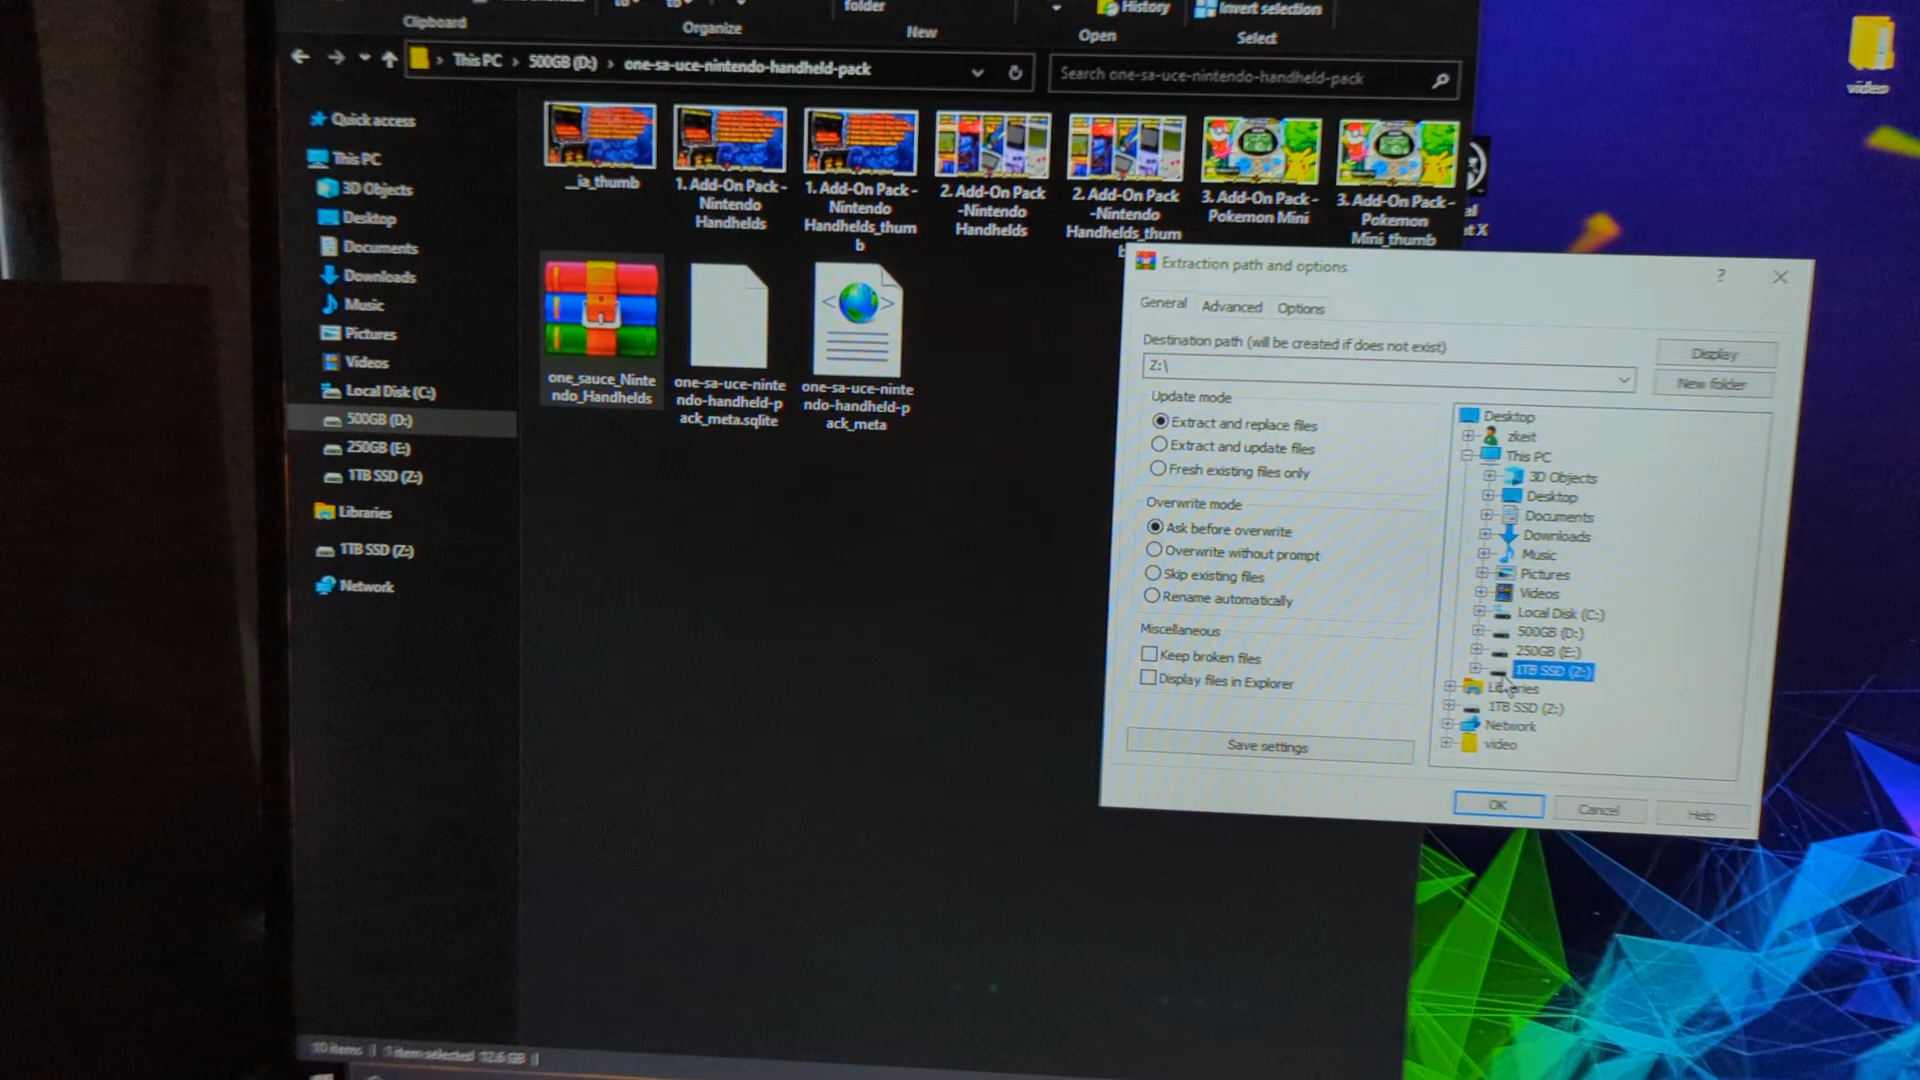 Clipboard
Organize
folder
New
History
Open
Invert selection
Select
This PC > 500GB (D:) > one-sa-uce-nintendo-handheld-pack
Search one-sa-uce-nintendo-handheld-pack
Quick access
This PC
3D Objects
Desktop
Documents
Downloads
Music
Pictures
Videos
Local Disk (C:)
500GB (D:)
250GB (E:)
1TB SSD (Z:)
Libraries
1TB SSD (Z:)
Network
__ia_thumb
1. Add-On Pack -
Nintendo
Handhelds
1. Add-On Pack -
Nintendo
Handhelds_thum
b
2. Add-On Pack
-Nintendo
Handhelds
2. Add-On Pack
-Nintendo
Handhelds_thum
3. Add-On Pack -
Pokemon Mini
3. Add-On Pack -
Pokemon
Mini_thumb
one_sauce_Ninte
ndo_Handhelds
one-sa-uce-ninte
ndo-handheld-p
ack_meta.sqlite
one-sa-uce-ninte
ndo-handheld-p
ack_meta
10 items | 1 item selected 12.6 GB |
video
Extraction path and options
?
General Advanced Options
Destination path (will be created if does not exist)
Z:\
Display
New folder
Update mode
Extract and replace files
Extract and update files
Fresh existing files only
Overwrite mode
Ask before overwrite
Overwrite without prompt
Skip existing files
Rename automatically
Miscellaneous
Keep broken files
Display files in Explorer
Save settings
Desktop
zkeit
This PC
3D Objects
Desktop
Documents
Downloads
Music
Pictures
Videos
Local Disk (C:)
500GB (D:)
250GB (E:)
1TB SSD (Z:)
Libraries
1TB SSD (Z:)
Network
video
OK
Cancel
Help